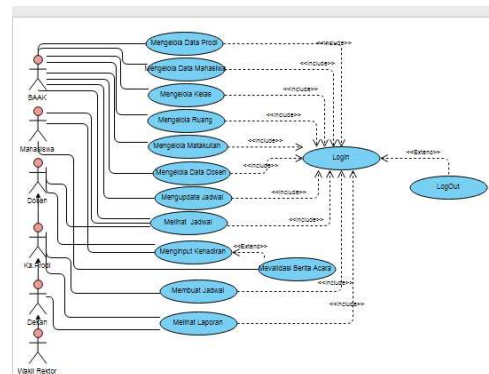 Mengelola Data Prodi
<<Include>>
Mengelola Data Mahasiswa
<<Include>>
BAAK
Mengelola Kelas
<<Include>>
Mengelola Ruang
<<Include>>
Mahasiswa
Mengelola Matakuliah
<<Include>>
Login
<<Extend>>
LogOut
Mengelola Data Dosen
<<Include>>
Dosen
Mengupdate Jadwal
<<Include>>
Melihat Jadwal
<<Include>>
Menginput Kehadiran
<<Extend>>
Ka.Prodi
Mevalidasi Berita Acara
Membuat Jadwal
<<Include>>
<<Include>>
Dekan
Melihat Laporan
<<Include>>
Wakil Rektor